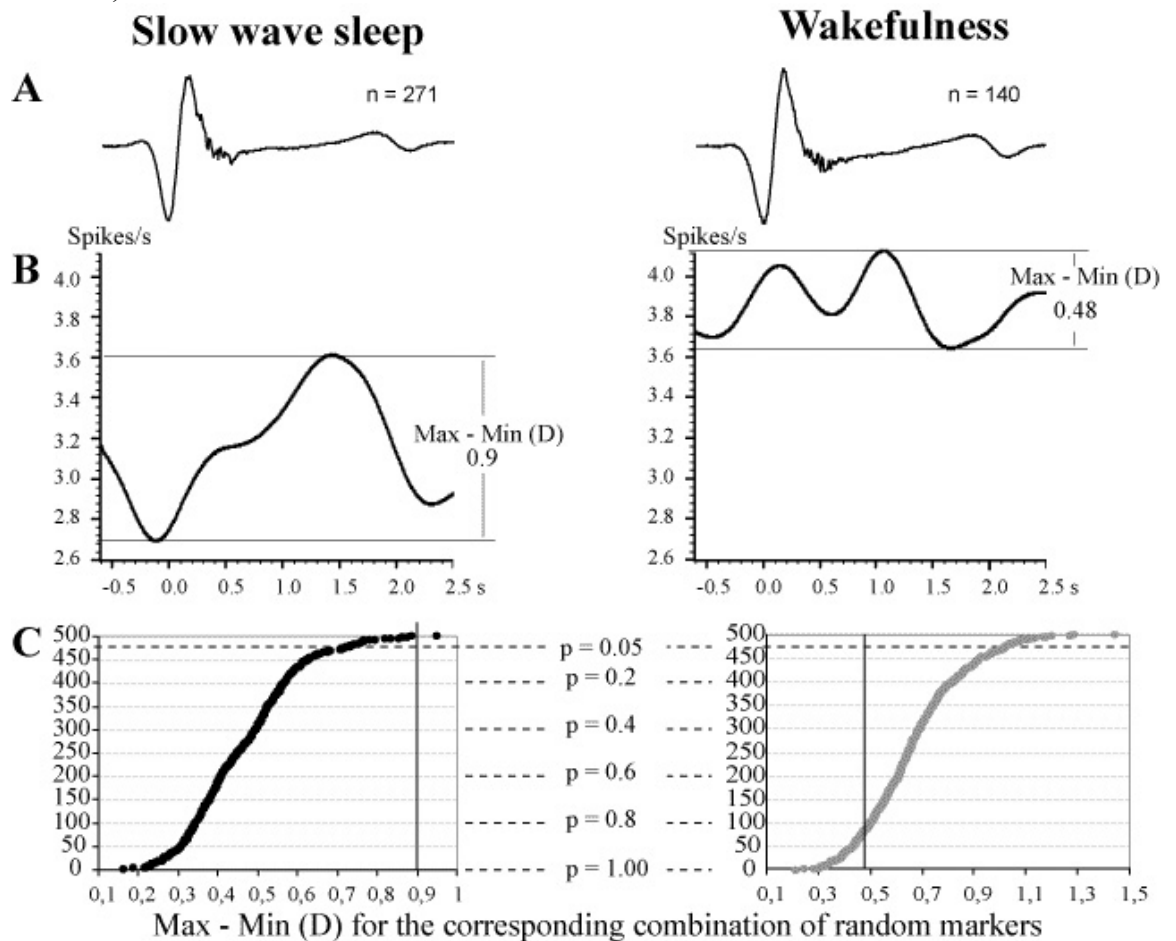 Slow wave sleep
Wakefulness
A
n = 271
n = 140
Spikes/s
Spikes/s
B
4.0
3.8
3.6
3.4
3.2
3.0
2.8
2.6
Max - Min (D)
0.9
-0.5 0.0 0.5 1.0 1.5 2.0 2.5 s
4.0
3.8
3.6
3.4
3.2
3.0
2.8
2.6
Max - Min (D)
0.48
-0.5 0.0 0.5 1.0 1.5 2.0 2.5 s
C
500
450
400
350
300
250
200
150
100
50
0
0,1 0,2 0,3 0,4 0,5 0,6 0,7 0,8 0,9 1
p = 0.05
p = 0.2
p = 0.4
p = 0.6
p = 0.8
p = 1.00
500
450
400
350
300
250
200
150
100
50
0
0,1 0,3 0,5 0,7 0,9 1,1 1,3 1,5
Max - Min (D) for the corresponding combination of random markers